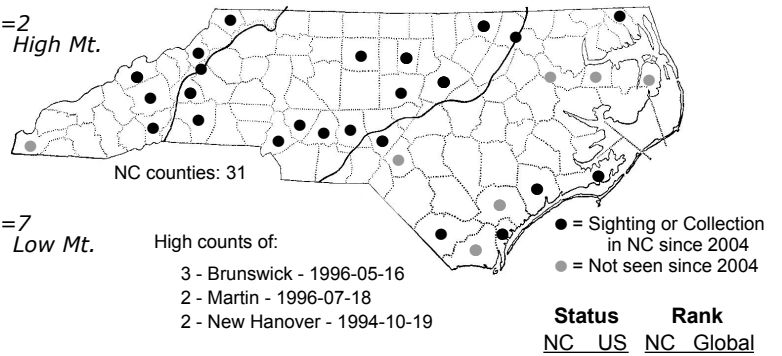 =2
High Mt.
NC counties: 31
=7
Low Mt.
High counts of:
3 - Brunswick - 1996-05-16
2 - Martin - 1996-07-18
2 - New Hanover - 1994-10-19
● = Sighting or Collection
in NC since 2004
● = Not seen since 2004
Status Rank
NC US NC Global